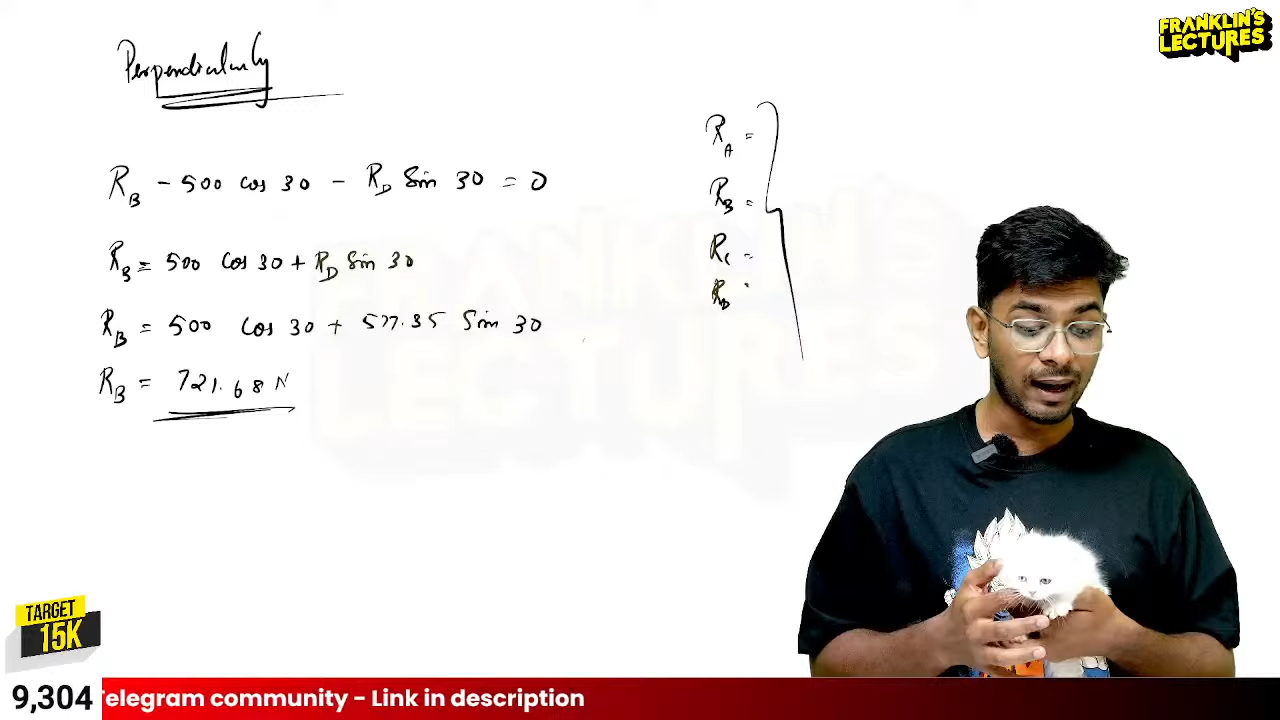 FRANKLIN'S
LECTURES
Perpendicularly
R_B - 500 cos 30 - R_D Sin 30 = 0
R_B = 500 cos 30 + R_D Sin 30
R_B = 500 cos 30 + 577.35 Sin 30
R_B = 721.68 N
R_A =
R_B =
R_C =
R_D =
FRANKLIN'S
LECTURES
TARGET
15K
9,304 elegram community - Link in description